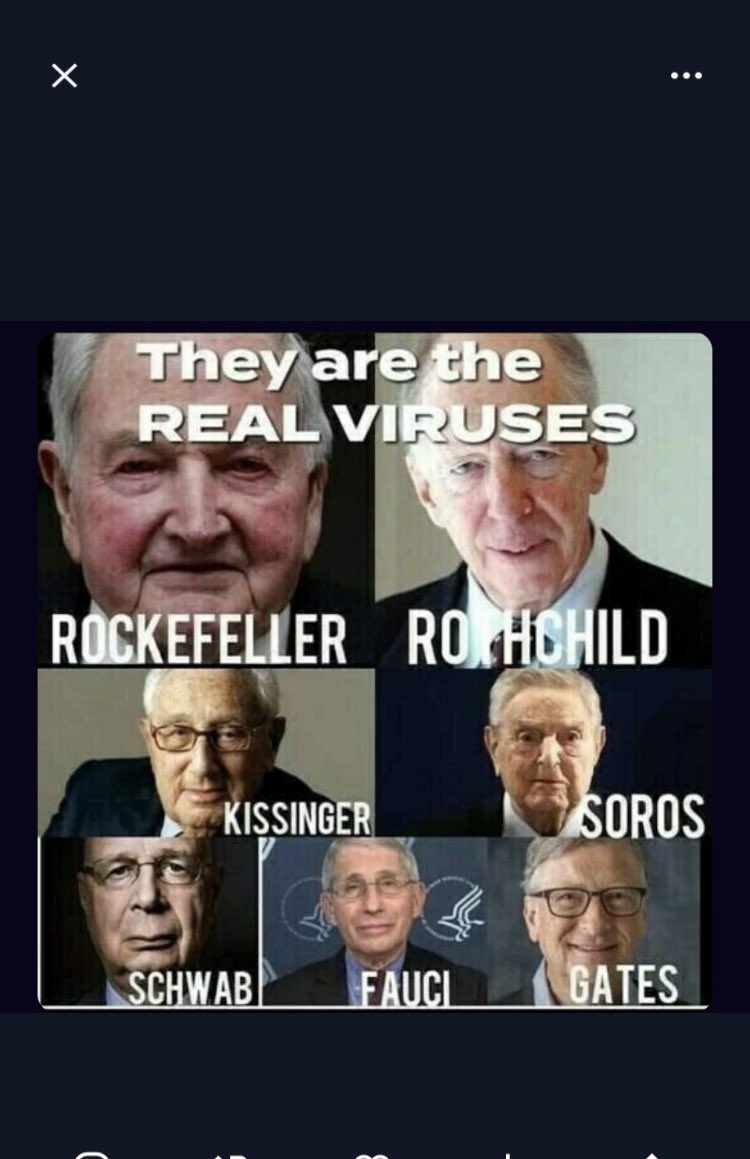 They are the
REAL VIRUSES
ROCKEFELLER
ROTHCHILD
KISSINGER
SOROS
SCHWAB
FAUCI
GATES